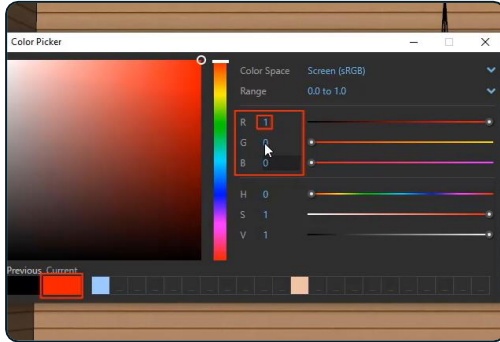 Color Picker
Color Space Screen (sRGB)
Range 0.0 to 1.0
R 1
G 0
B 0
H 0
S 1
V 1
Previous Current